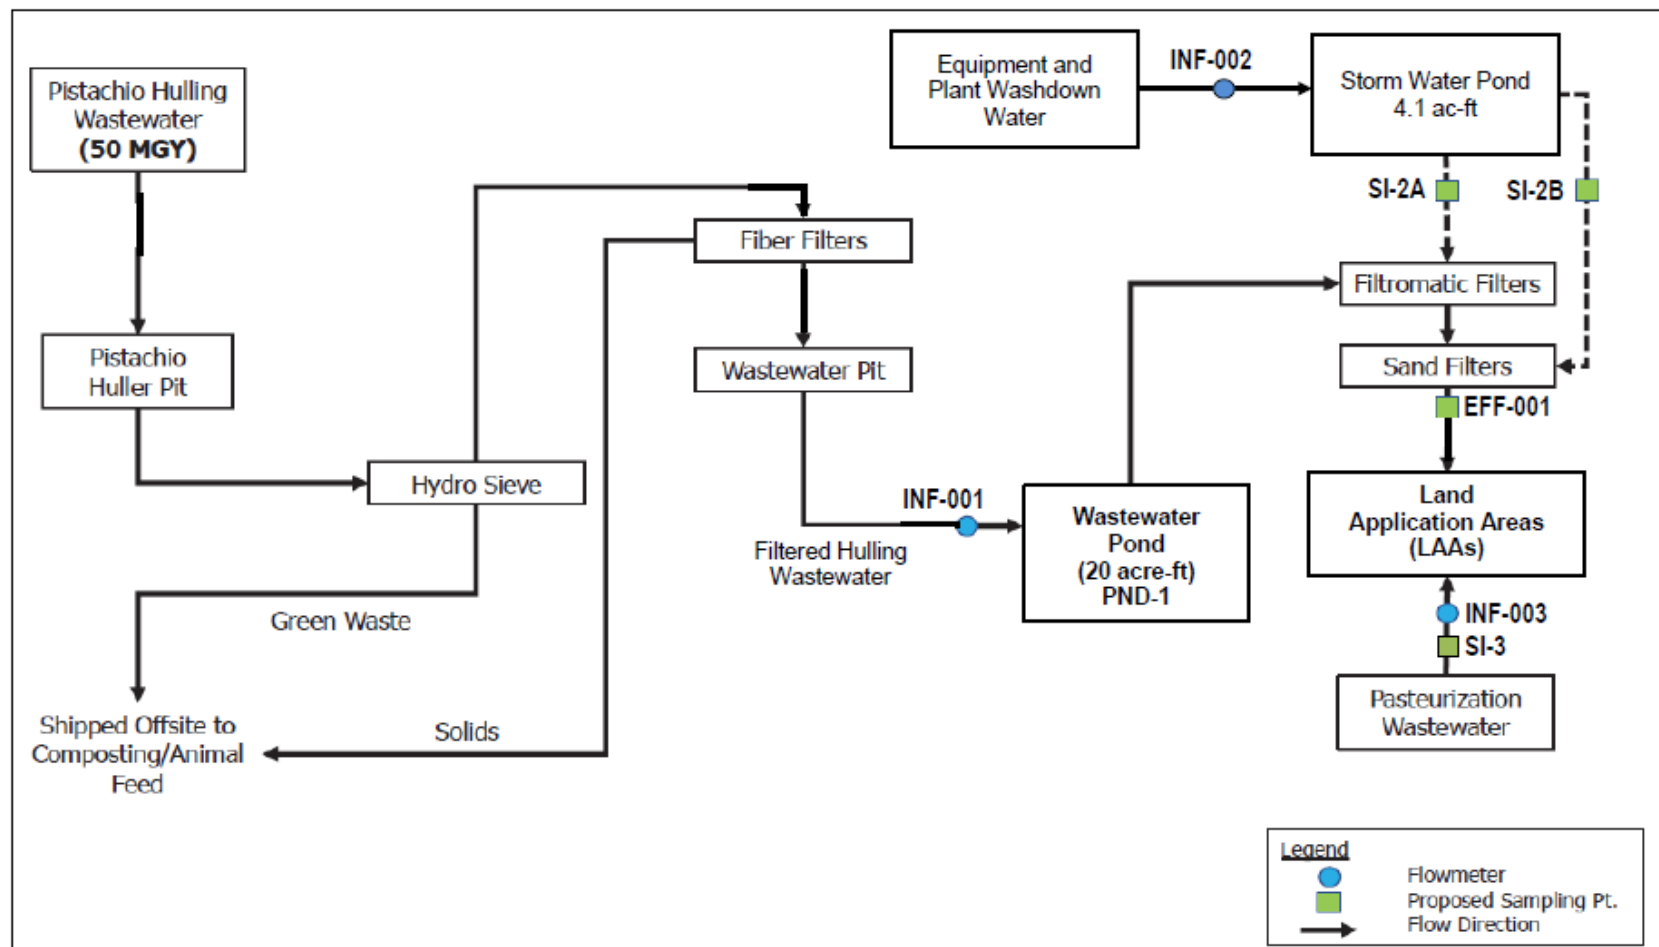 Pistachio Hulling
Wastewater
(50 MGY)
Pistachio
Huller Pit
Hydro Sieve
Green Waste
Shipped Offsite to
Composting/Animal
Feed
Solids
Fiber Filters
Wastewater Pit
Filtered Hulling
Wastewater
INF-001
Wastewater
Pond
(20 acre-ft)
PND-1
Equipment and
Plant Washdown
Water
INF-002
Storm Water Pond
4.1 ac-ft
SI-2A
SI-2B
Filtromatic Filters
Sand Filters
EFF-001
Land
Application Areas
(LAAs)
INF-003
SI-3
Pasteurization
Wastewater
Legend
Flowmeter
Proposed Sampling Pt.
Flow Direction